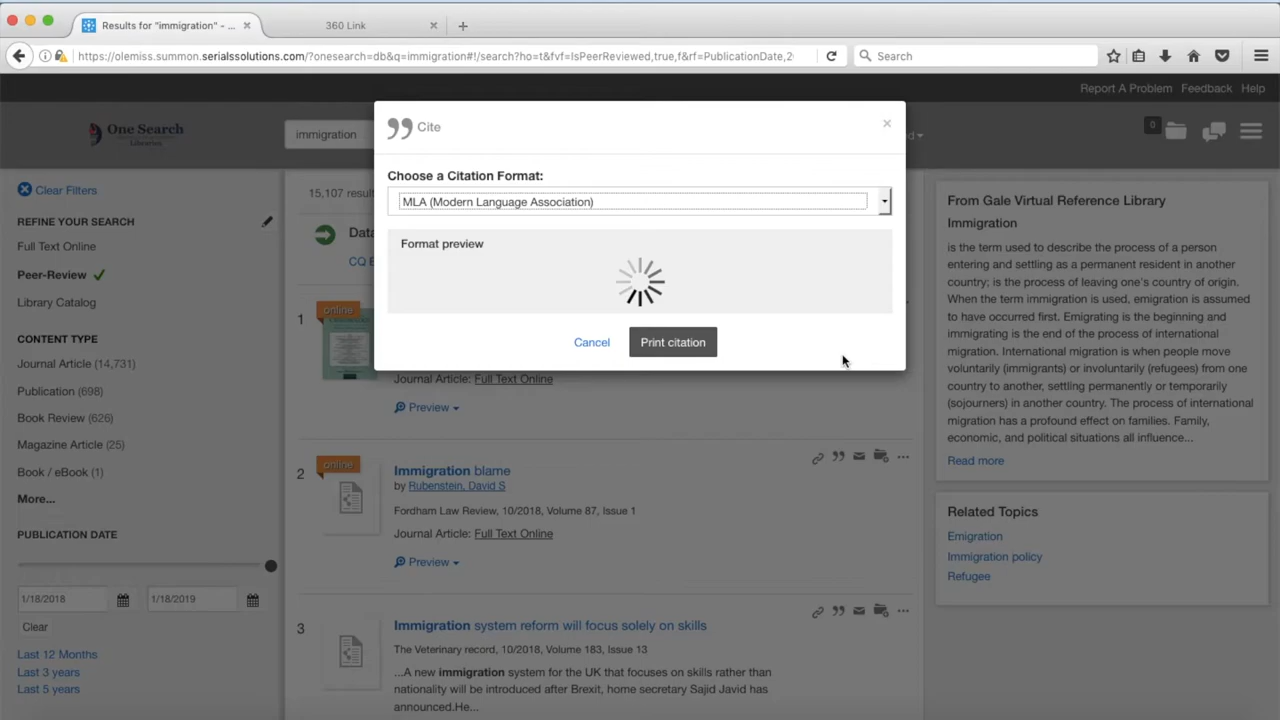 Results for "immigration" - ...
360 Link
https://olemiss.summon.serialssolutions.com/?onesearch=db&q=immigration#!/search?ho=t&fvf=IsPeerReviewed,true,f&rf=PublicationDate,2
Search
Report A Problem
Feedback
Help
One Search
Libraries
immigration
0
Cite
Choose a Citation Format:
MLA (Modern Language Association)
Format preview
Cancel
Print citation
Clear Filters
REFINE YOUR SEARCH
Full Text Online
Peer-Review
Library Catalog
CONTENT TYPE
Journal Article (14,731)
Publication (698)
Book Review (626)
Magazine Article (25)
Book / eBook (1)
More...
PUBLICATION DATE
1/18/2018
1/18/2019
Clear
Last 12 Months
Last 3 years
Last 5 years
15,107
1
online
Journal Article: Full Text Online
Preview
2
online
Immigration blame
by Rubenstein, David S
Fordham Law Review, 10/2018, Volume 87, Issue 1
Journal Article: Full Text Online
Preview
3
Immigration system reform will focus solely on skills
The Veterinary record, 10/2018, Volume 183, Issue 13
...A new immigration system for the UK that focuses on skills rather than
nationality will be introduced after Brexit, home secretary Sajid Javid has
announced.He...
From Gale Virtual Reference Library
Immigration
is the term used to describe the process of a person
entering and settling as a permanent resident in another
country; is the process of leaving one's country of origin.
When the term immigration is used, emigration is assumed
to have occurred first. Emigrating is the beginning and
immigrating is the end of the process of international
migration. International migration is when people move
voluntarily (immigrants) or involuntarily (refugees) from one
country to another, settling permanently or temporarily
(sojourners) in another country. The process of international
migration has a profound effect on families. Family,
economic, and political situations all influence...
Read more
Related Topics
Emigration
Immigration policy
Refugee